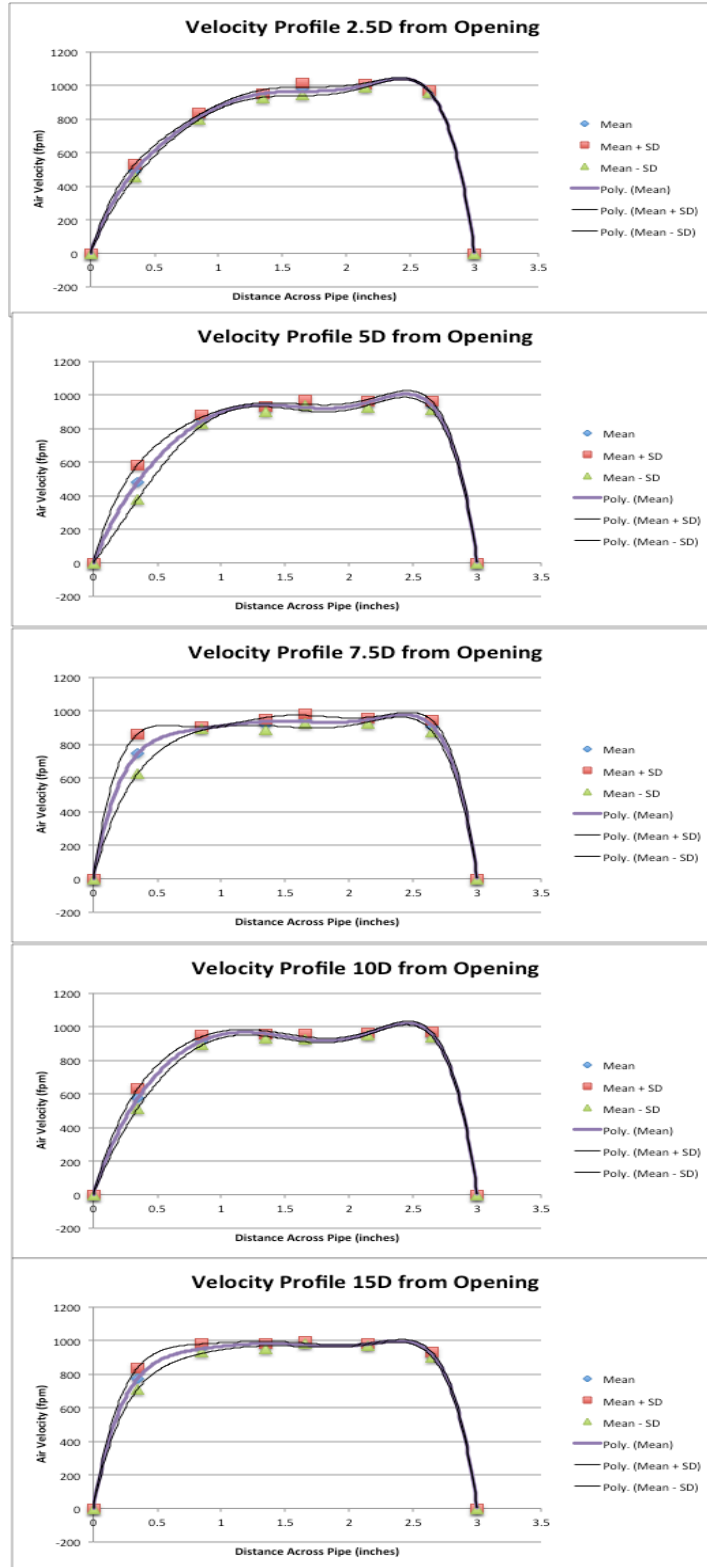 Velocity Profile 2.5D from Opening
1200
1000
800
600
400
200
0
-200
Air Velocity (fpm)
0 0.5 1 1.5 2 2.5 3 3.5
Distance Across Pipe (inches)
Mean
Mean + SD
Mean - SD
Poly. (Mean)
Poly. (Mean + SD)
Poly. (Mean - SD)
Velocity Profile 5D from Opening
1200
1000
800
600
400
200
0
-200
Air Velocity (fpm)
0 0.5 1 1.5 2 2.5 3 3.5
Distance Across Pipe (inches)
Mean
Mean + SD
Mean - SD
Poly. (Mean)
Poly. (Mean + SD)
Poly. (Mean - SD)
Velocity Profile 7.5D from Opening
1200
1000
800
600
400
200
0
-200
Air Velocity (fpm)
0 0.5 1 1.5 2 2.5 3 3.5
Distance Across Pipe (inches)
Mean
Mean + SD
Mean - SD
Poly. (Mean)
Poly. (Mean + SD)
Poly. (Mean - SD)
Velocity Profile 10D from Opening
1200
1000
800
600
400
200
0
-200
Air Velocity (fpm)
0 0.5 1 1.5 2 2.5 3 3.5
Distance Across Pipe (inches)
Mean
Mean + SD
Mean - SD
Poly. (Mean)
Poly. (Mean + SD)
Poly. (Mean - SD)
Velocity Profile 15D from Opening
1200
1000
800
600
400
200
0
-200
Air Velocity (fpm)
0 0.5 1 1.5 2 2.5 3 3.5
Distance Across Pipe (inches)
Mean
Mean + SD
Mean - SD
Poly. (Mean)
Poly. (Mean + SD)
Poly. (Mean - SD)